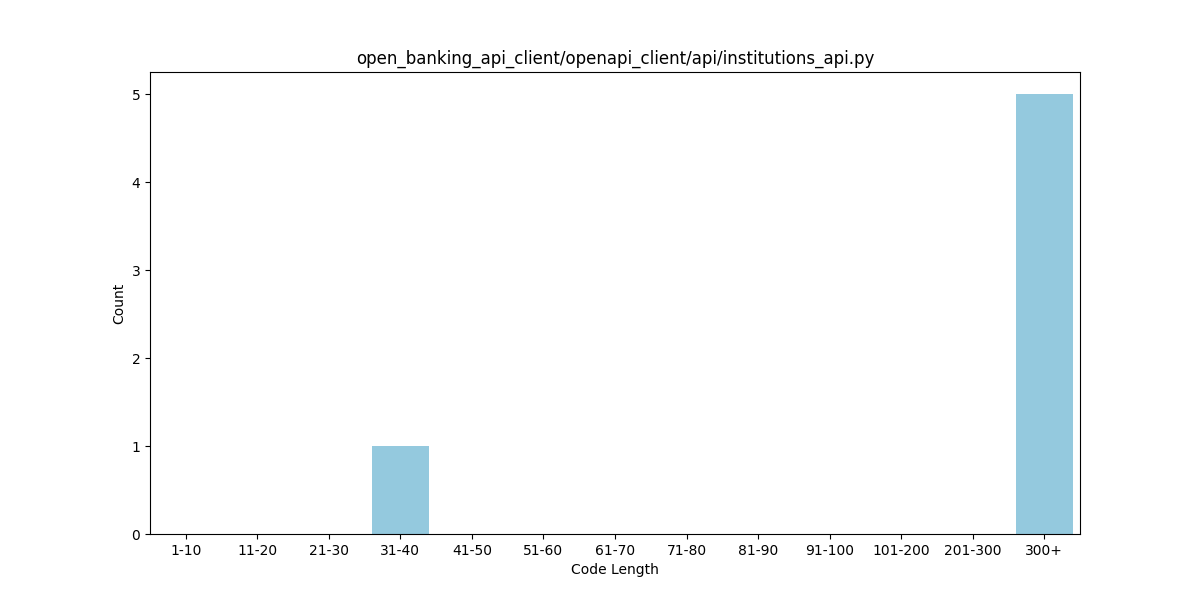 open_banking_api_client/openapi_client/api/institutions_api.py
5
4
3
2
1
0
Count
1-10 11-20 21-30 31-40 41-50 51-60 61-70 71-80 81-90 91-100 101-200 201-300 300+
Code Length